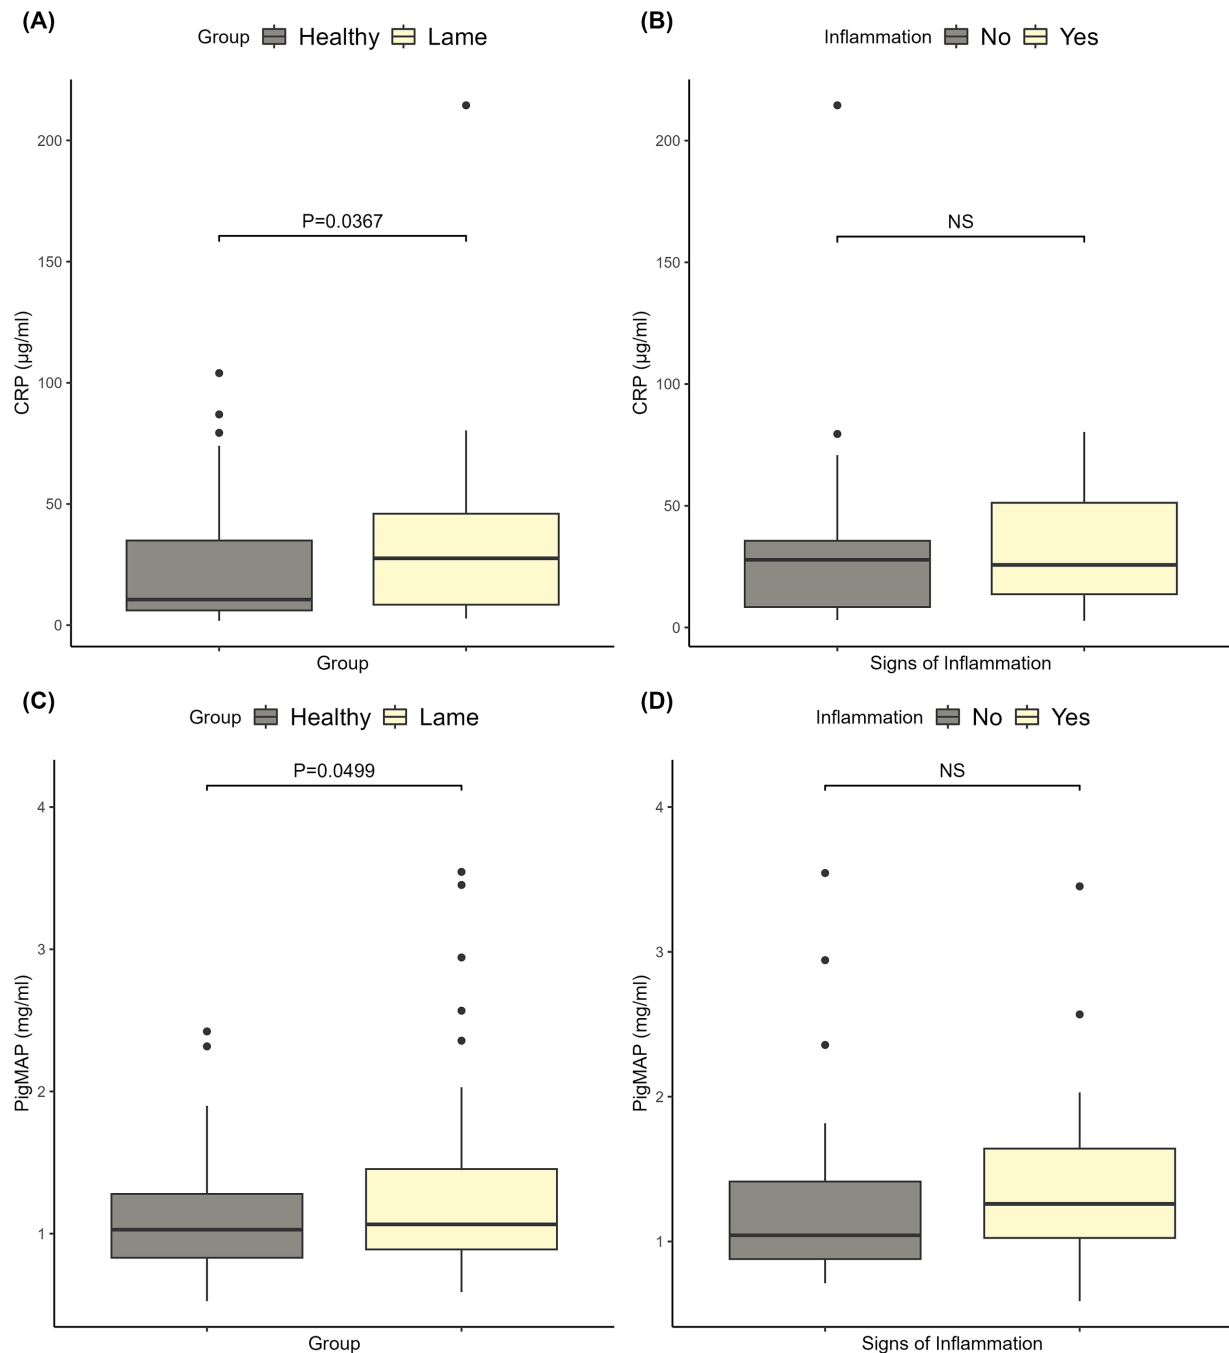 (A)
Group Healthy Lame
200
150
100
50
0
CRP (µg/ml)
P=0.0367
Group
(B)
Inflammation No Yes
200
150
100
50
0
CRP (µg/ml)
NS
Signs of Inflammation
(C)
Group Healthy Lame
4
3
2
1
PigMAP (mg/ml)
P=0.0499
Group
(D)
Inflammation No Yes
4
3
2
1
PigMAP (mg/ml)
NS
Signs of Inflammation